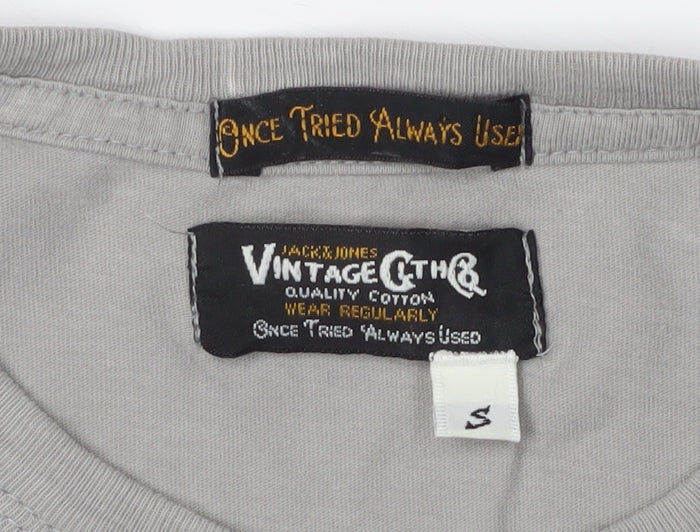 ONCE TRIED ALWAYS USED
JACK&JONES
VINTAGE CLTH Co
QUALITY COTTON
WEAR REGULARLY
ONCE TRIED ALWAYS USED
S